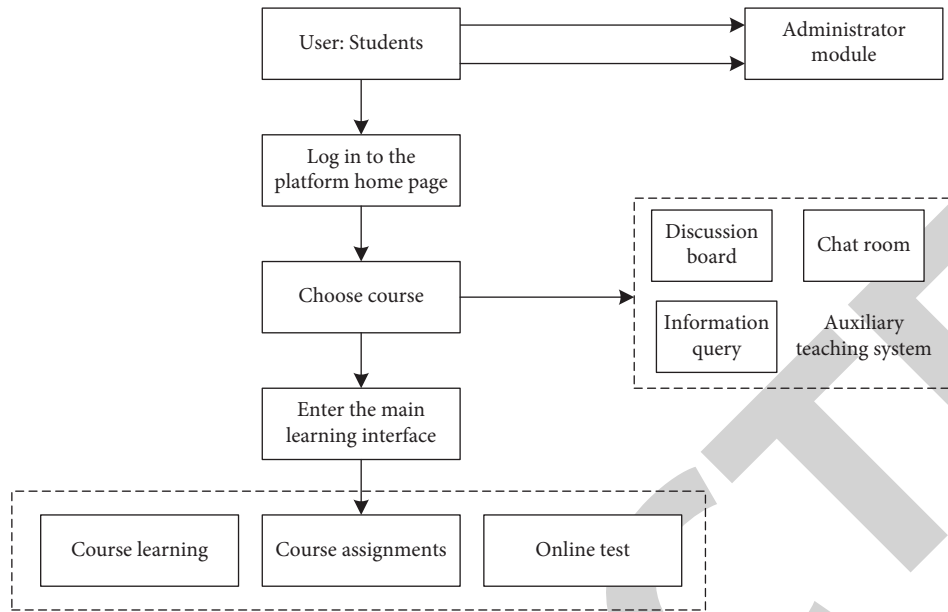 User: Students
Administrator
module
Log in to the
platform home page
Discussion
board
Chat room
Choose course
Information
query
Auxiliary
teaching system
Enter the main
learning interface
Course learning
Course assignments
Online test